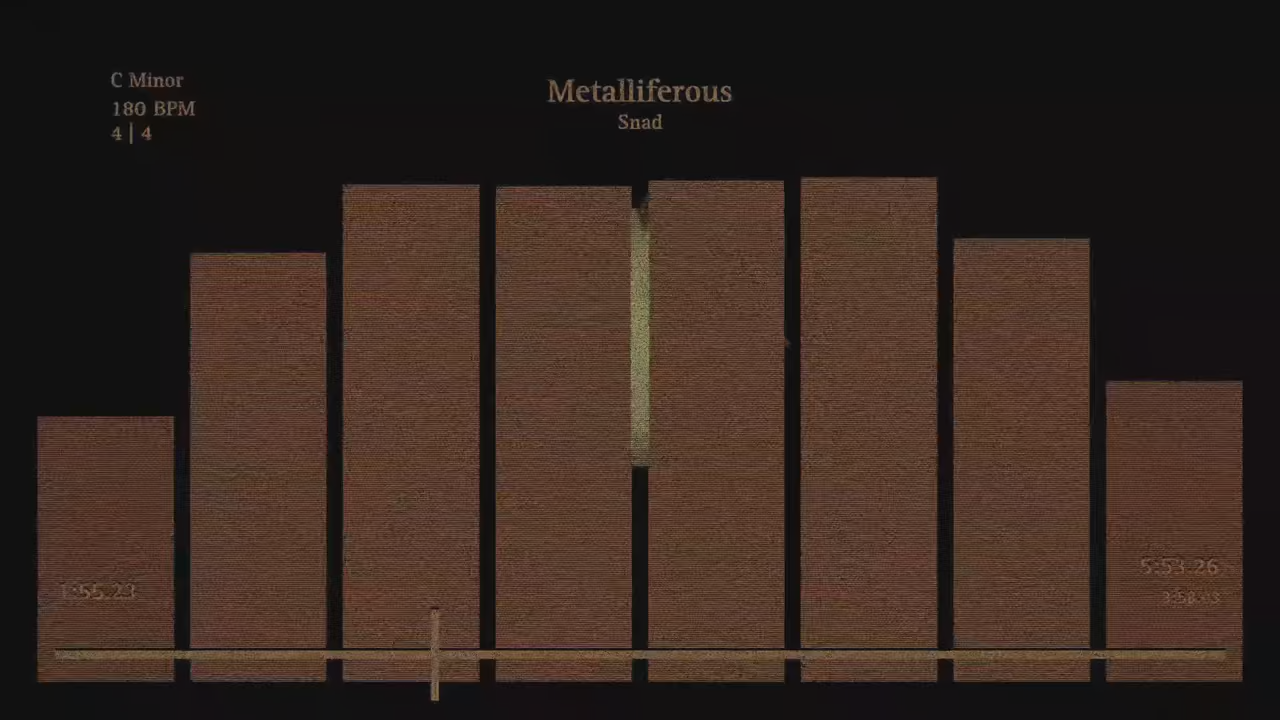 C Minor
180 BPM
4 | 4
Metalliferous
Snad
1:55.23
5:53.26